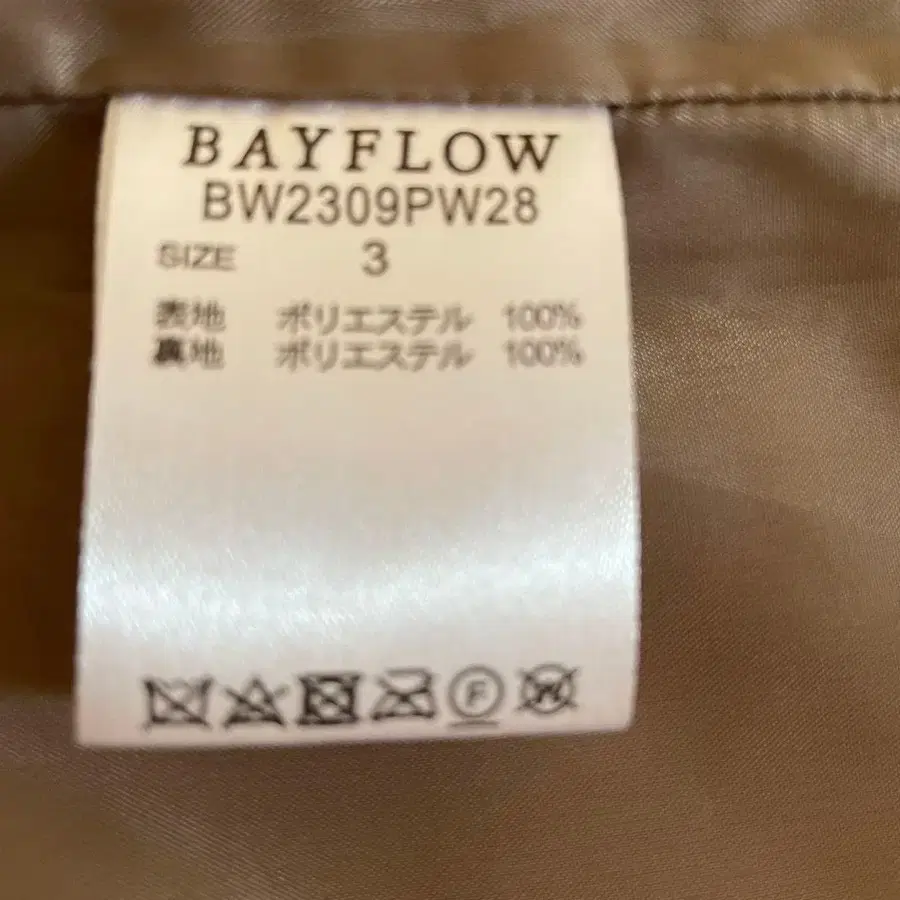 BAYFLOW
BW2309PW28
SIZE 3
表地 ポリエステル 100%
裏地 ポリエステル 100%
F
W